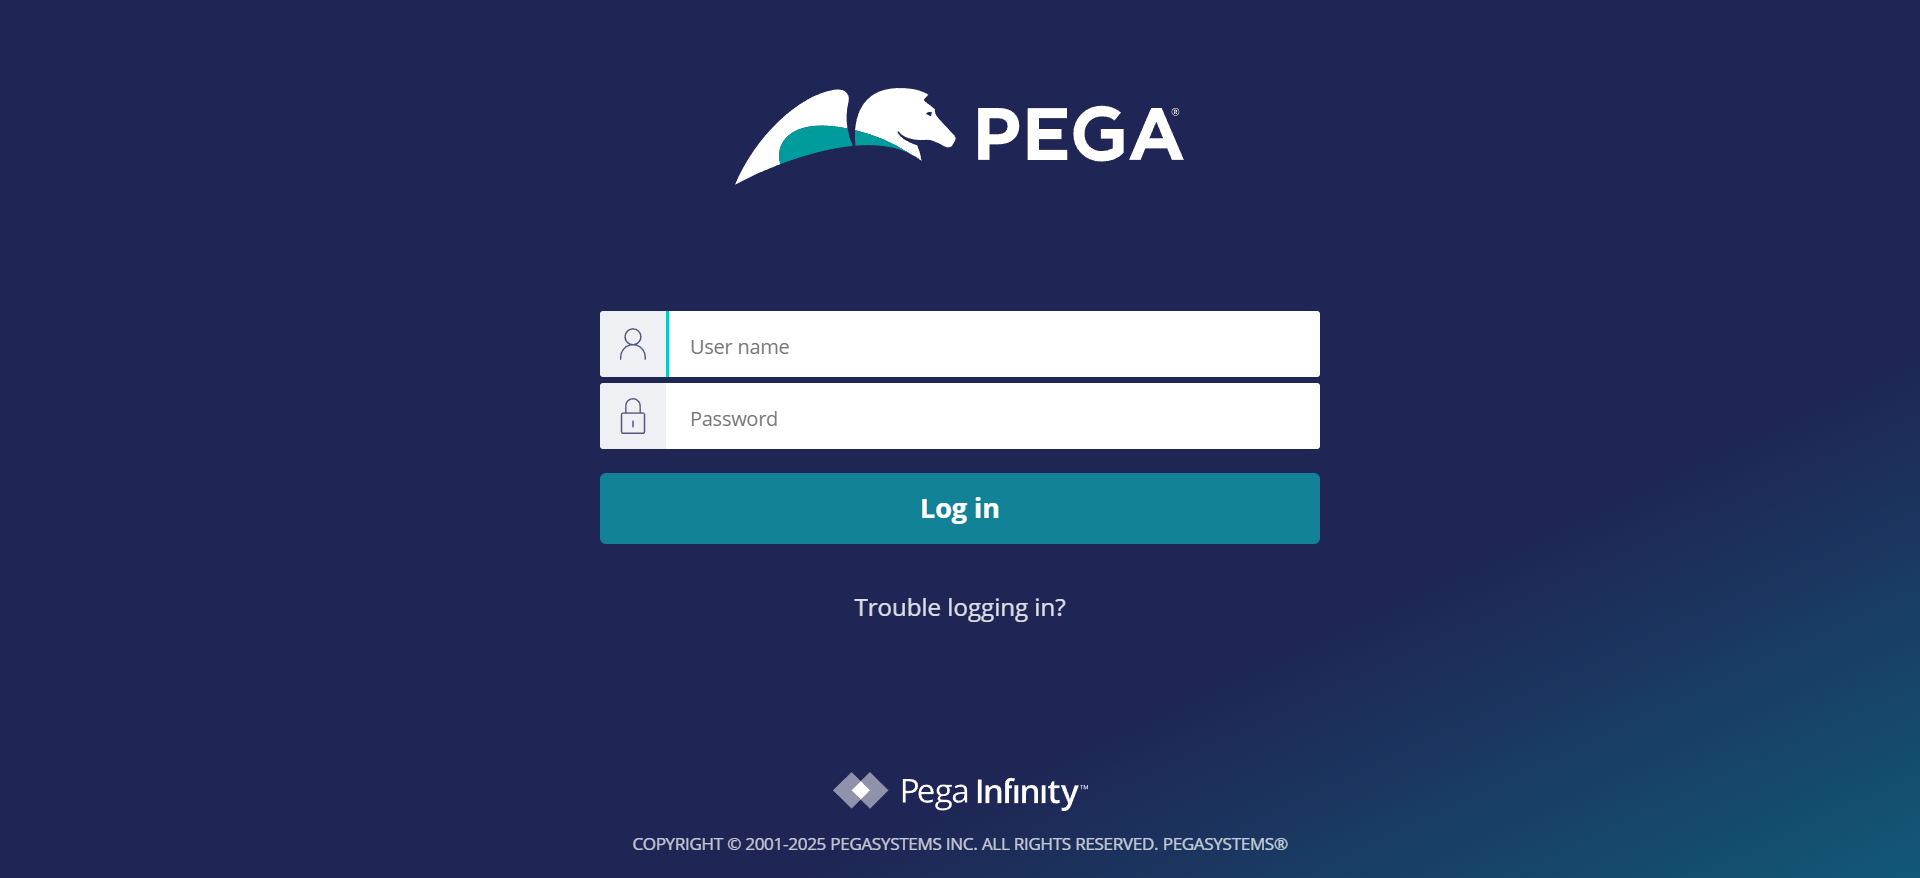 PEGA®
User name
Password
Log in
Trouble logging in?
Pega Infinity™
COPYRIGHT © 2001-2025 PEGASYSTEMS INC. ALL RIGHTS RESERVED. PEGASYSTEMS®